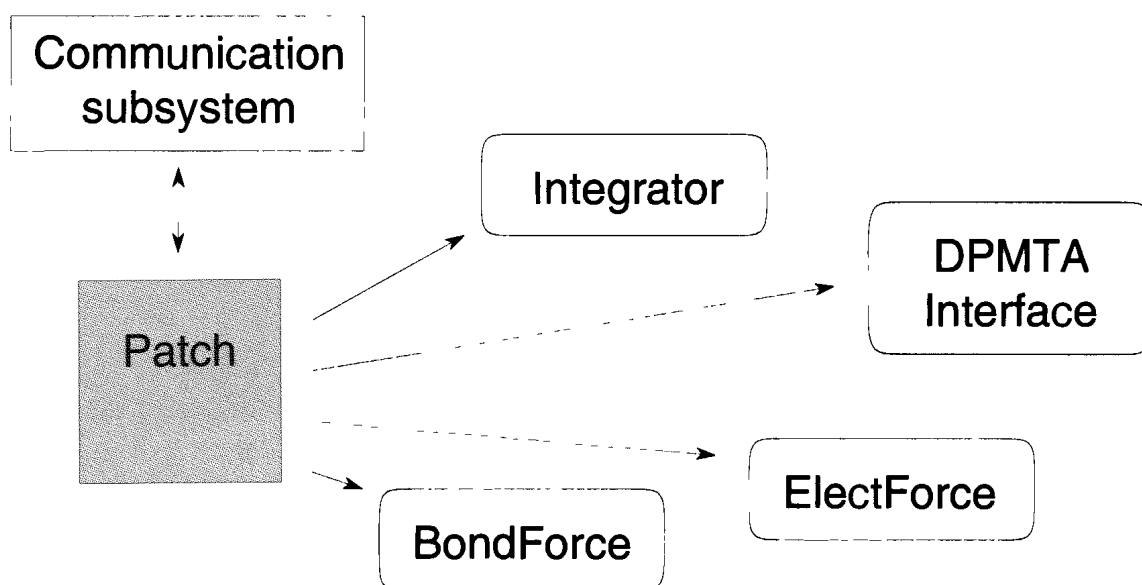 Communication
subsystem
Integrator
DPMTA
Interface
Patch
ElectForce
BondForce